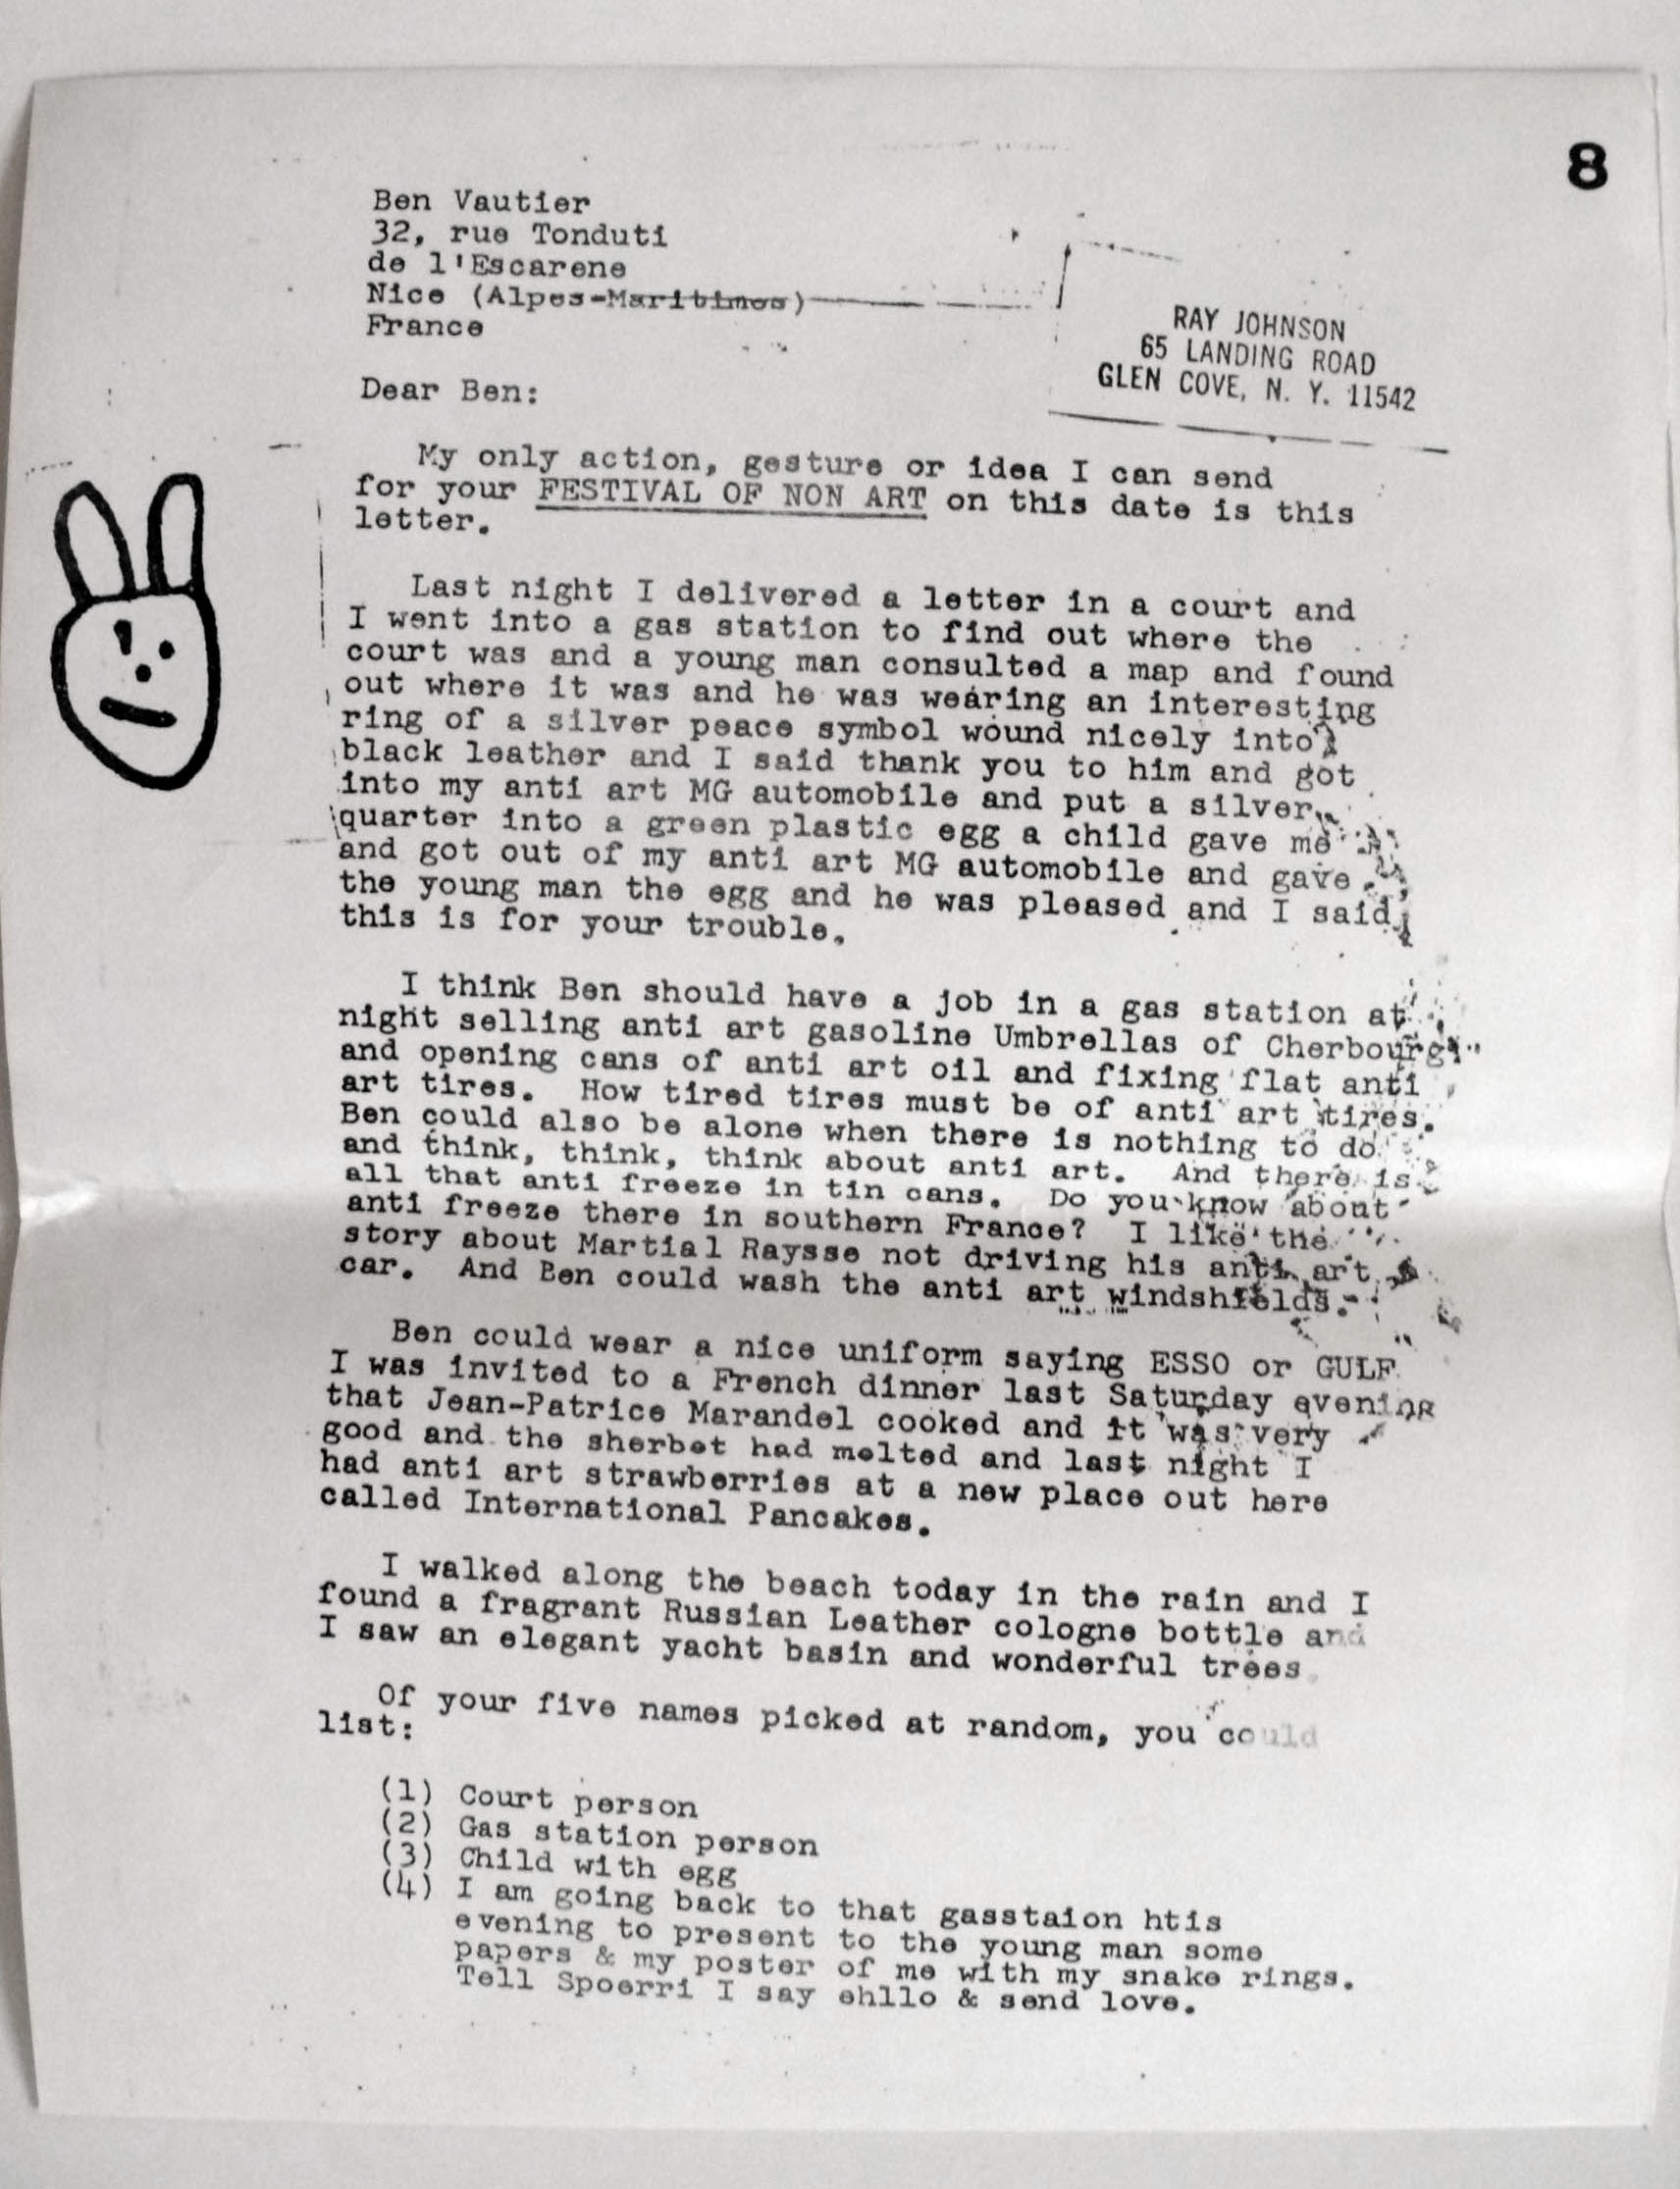 8
Ben Vautier
32, rue Tonduti
de l'Escarene
Nice (Alpes-Maritimes)
France
RAY JOHNSON
65 LANDING ROAD
GLEN COVE, N. Y. 11542
Dear Ben:
My only action, gesture or idea I can send
for your FESTIVAL OF NON ART on this date is this
letter.
Last night I delivered a letter in a court and
I went into a gas station to find out where the
court was and a young man consulted a map and found
out where it was and he was wearing an interesting
ring of a silver peace symbol wound nicely into
black leather and I said thank you to him and got
into my anti art MG automobile and put a silver
quarter into a green plastic egg a child gave me
and got out of my anti art MG automobile and gave
the young man the egg and he was pleased and I said
this is for your trouble.
I think Ben should have a job in a gas station at
night selling anti art gasoline Umbrellas of Cherbourg
and opening cans of anti art oil and fixing flat anti
art tires. How tired tires must be of anti art tires.
Ben could also be alone when there is nothing to do
and think, think, think about anti art. And there is
all that anti freeze in tin cans. Do you know about
anti freeze there in southern France? I like the
story about Martial Raysse not driving his anti art
car. And Ben could wash the anti art windshields.
Ben could wear a nice uniform saying ESSO or GULF
I was invited to a French dinner last Saturday evening
that Jean-Patrice Marandel cooked and it was very
good and the sherbet had melted and last night I
had anti art strawberries at a new place out here
called International Pancakes.
I walked along the beach today in the rain and I
found a fragrant Russian Leather cologne bottle and
I saw an elegant yacht basin and wonderful trees
Of your five names picked at random, you could
list:
(1) Court person
(2) Gas station person
(3) Child with egg
(4) I am going back to that gasstaion htis
evening to present to the young man some
papers & my poster of me with my snake rings.
Tell Spoerri I say ehllo & send love.